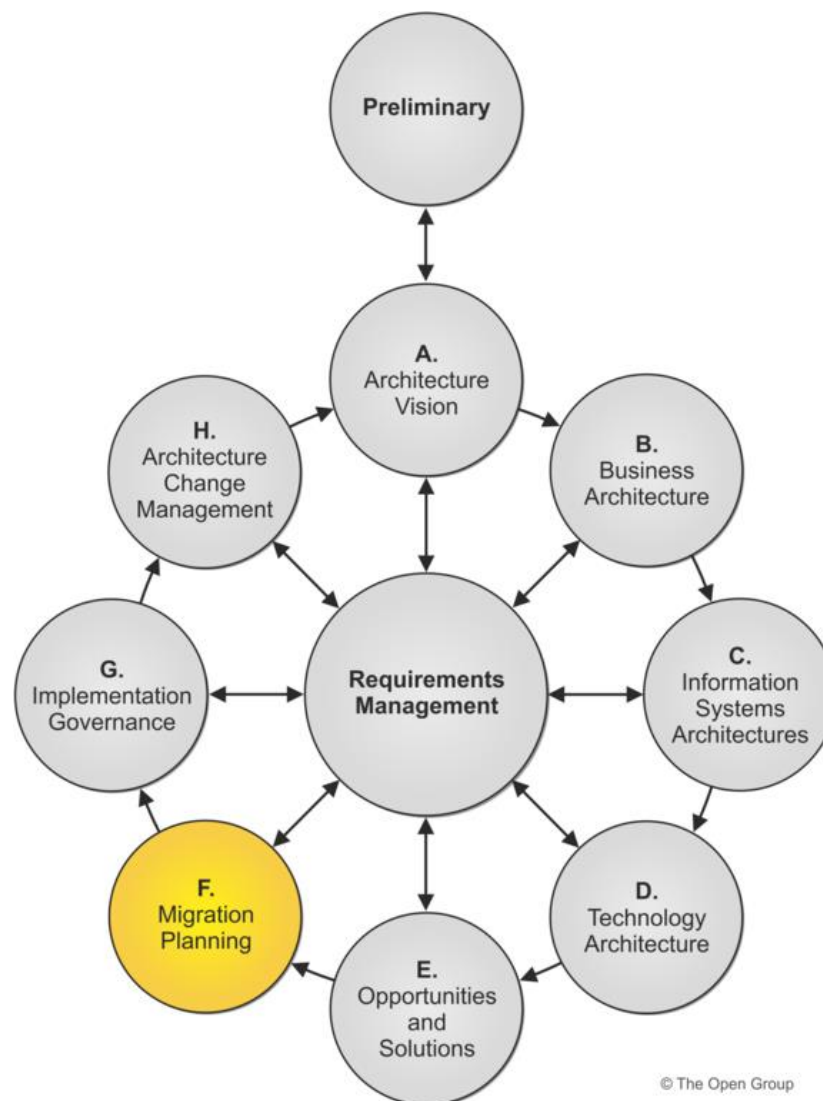 Preliminary
A.
Architecture
Vision
H.
Architecture
Change
Management
B.
Business
Architecture
G.
Implementation
Governance
Requirements
Management
C.
Information
Systems
Architectures
F.
Migration
Planning
D.
Technology
Architecture
E.
Opportunities
and
Solutions
© The Open Group